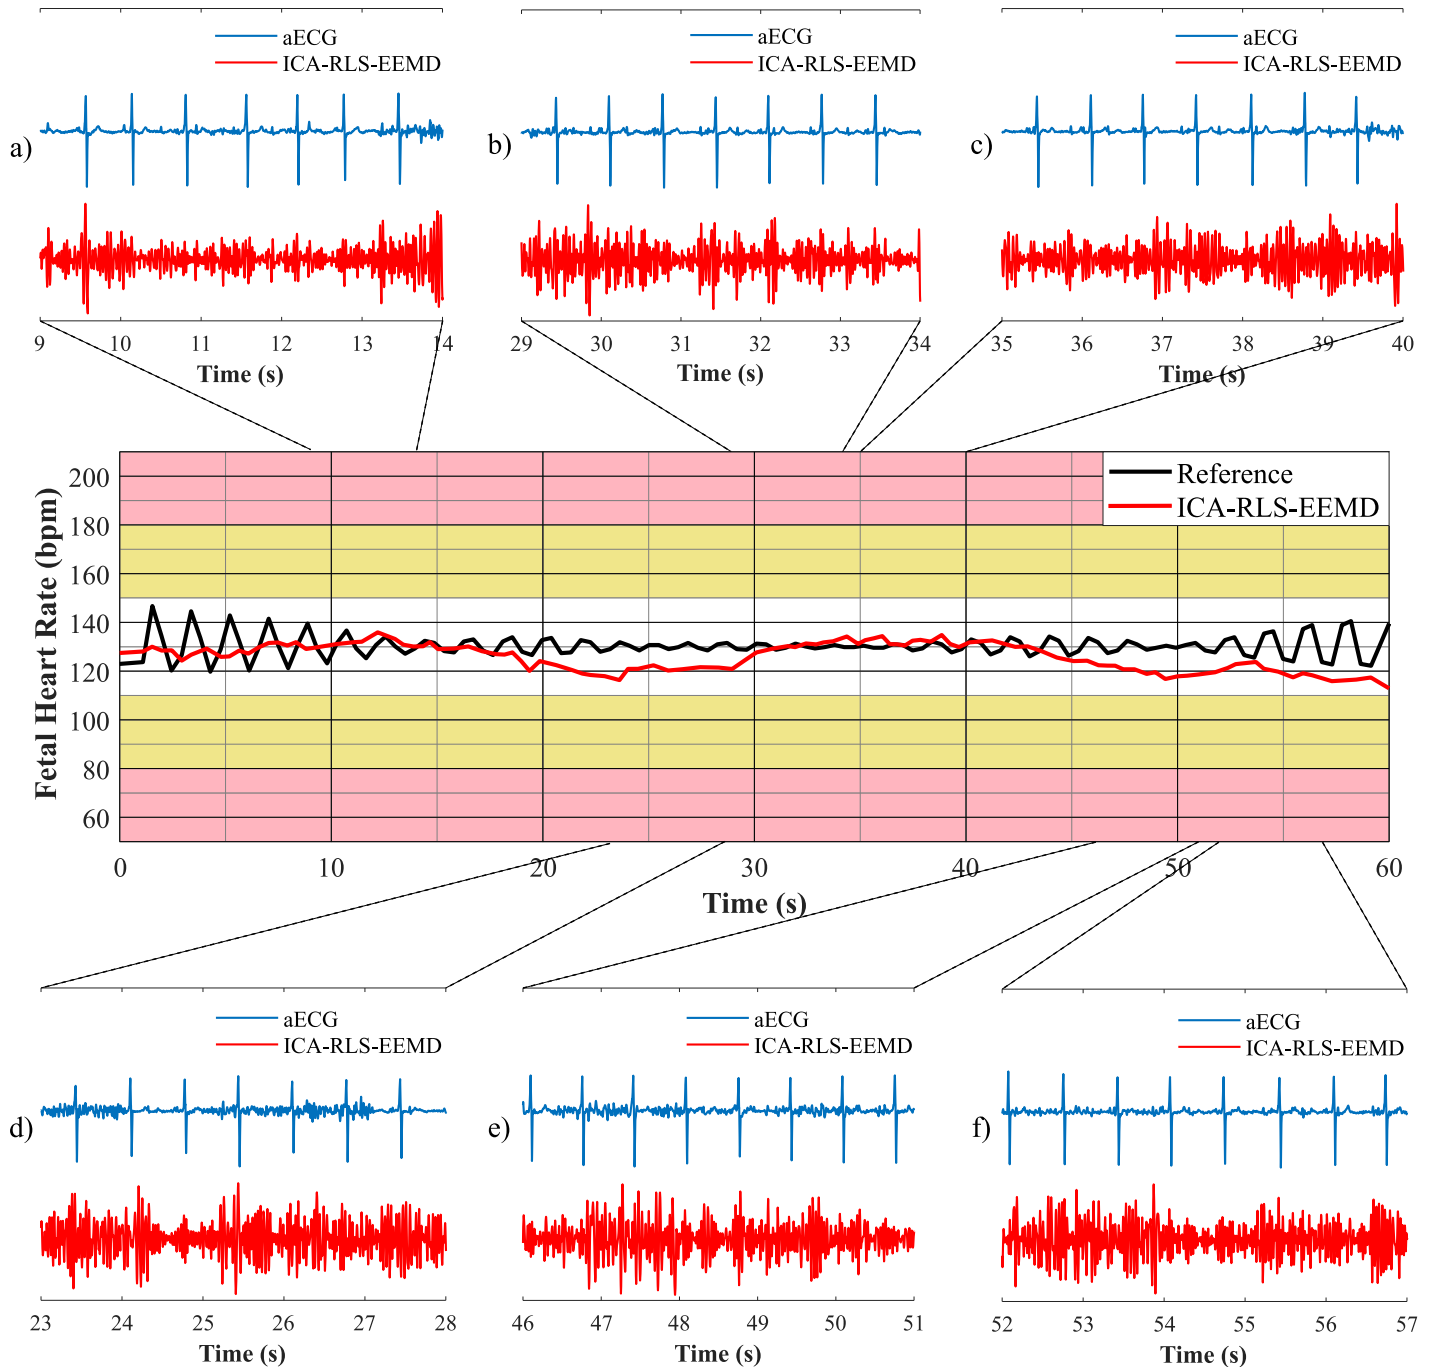 aECG
ICA-RLS-EEMD
a)
9 10 11 12 13 14
Time (s)
aECG
ICA-RLS-EEMD
b)
29 30 31 32 33 34
Time (s)
aECG
ICA-RLS-EEMD
c)
35 36 37 38 39 40
Time (s)
Fetal Heart Rate (bpm)
200
180
160
140
120
100
80
60
Reference
ICA-RLS-EEMD
0 10 20 30 40 50 60
Time (s)
aECG
ICA-RLS-EEMD
d)
23 24 25 26 27 28
Time (s)
aECG
ICA-RLS-EEMD
e)
46 47 48 49 50 51
Time (s)
aECG
ICA-RLS-EEMD
f)
52 53 54 55 56 57
Time (s)